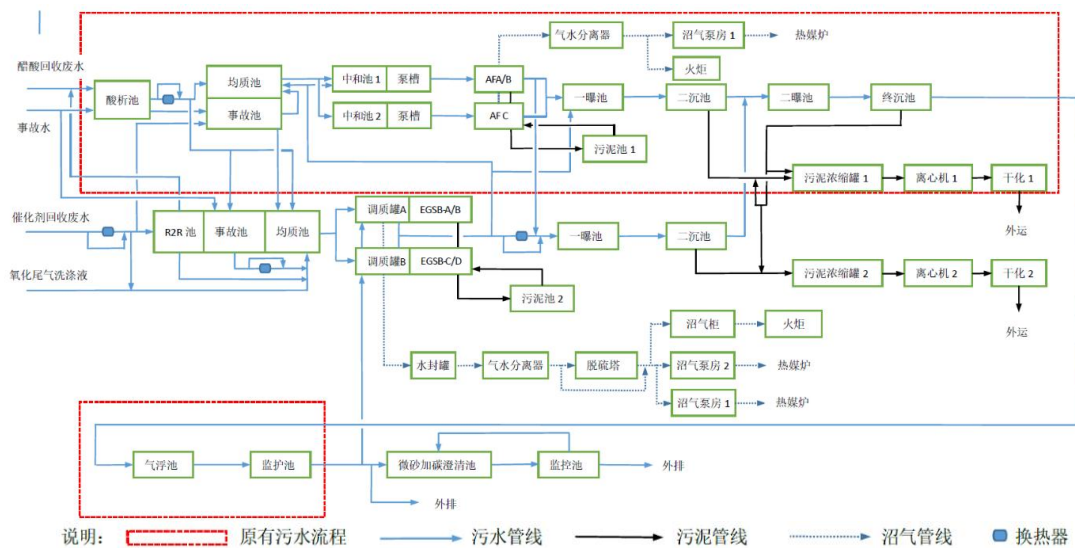 气水分离器
沼气泵房 1
热媒炉
火炬
醋酸回收废水
酸析池
均质池
事故池
中和池 1
泵槽
AFA/B
一曝池
二沉池
二曝池
终沉池
事故水
中和池 2
泵槽
AF C
污泥池 1
污泥浓缩罐 1
离心机 1
干化 1
外运
催化剂回收废水
R2R 池
事故池
均质池
调质罐A
EGSB-A/B
一曝池
二沉池
调质罐B
EGSB-C/D
氧化尾气洗涤液
污泥池 2
污泥浓缩罐 2
离心机 2
干化 2
外运
沼气柜
火炬
水封罐
气水分离器
脱硫塔
沼气泵房 2
热媒炉
沼气泵房 1
热媒炉
气浮池
监护池
微砂加碳澄清池
监控池
外排
外排
说明：
原有污水流程
污水管线
污泥管线
沼气管线
换热器